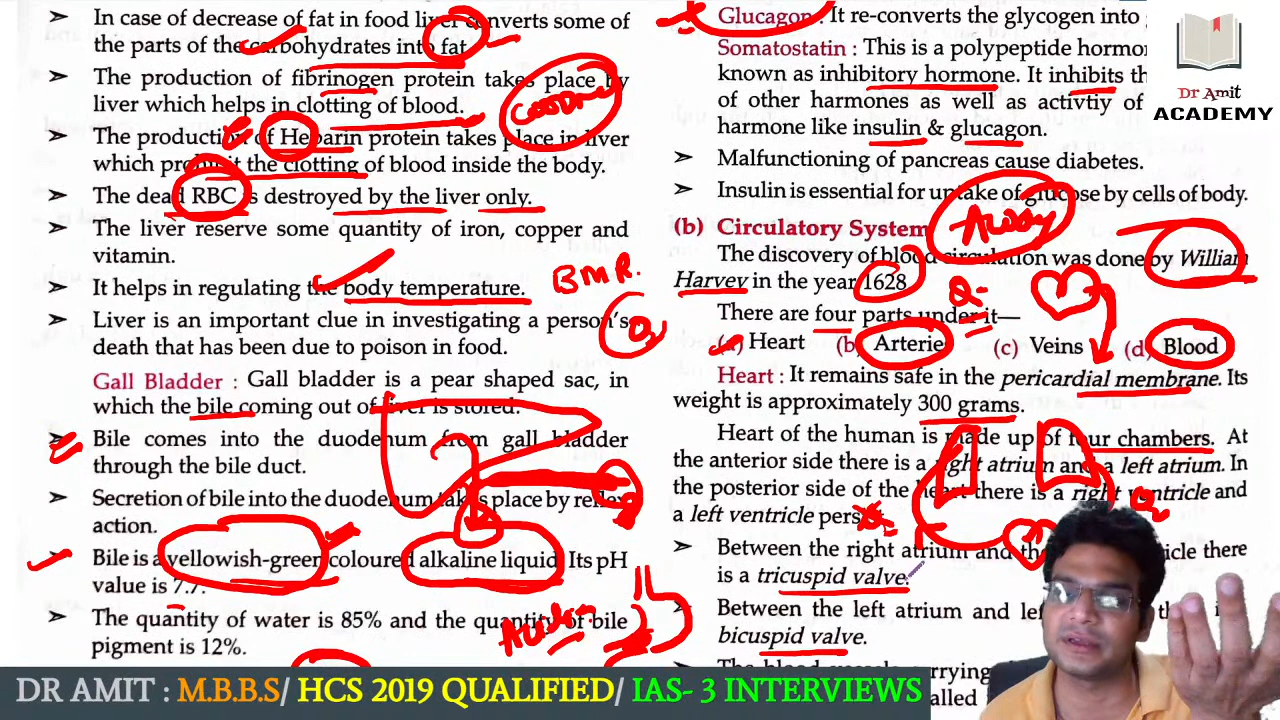 In case of decrease of fat in food liver converts some of
the parts of the carbohydrates into fat
The production of fibrinogen protein takes place by
liver which helps in clotting of blood.
The production of Heparin protein takes place in liver
which prohibit the clotting of blood inside the body.
The dead RBC is destroyed by the liver only.
The liver reserve some quantity of iron, copper and
vitamin.
It helps in regulating the body temperature.
BMR.
Liver is an important clue in investigating a person's
death that has been due to poison in food.
Gall Bladder : Gall bladder is a pear shaped sac, in
which the bile coming out of liver is stored.
Bile comes into the duodenum from gall bladder
through the bile duct.
Secretion of bile into the duodenum takes place by reflex
action.
Bile is a yellowish-green coloured alkaline liquid. Its pH
value is 7.7.
The quantity of water is 85% and the quantity of bile
pigment is 12%.
Glucagon : It re-converts the glycogen into
Somatostatin : This is a polypeptide hormo
known as inhibitory hormone. It inhibits th
of other harmones as well as activtiy of
harmone like insulin & glucagon.
Malfunctioning of pancreas cause diabetes.
Insulin is essential for uptake of glucose by cells of body.
(b) Circulatory System
The discovery of blood circulation was done by William
Harvey in the year 1628
There are four parts under it—
(a) Heart (b) Arterie (c) Veins (d) Blood
Heart : It remains safe in the pericardial membrane. Its
weight is approximately 300 grams.
Heart of the human is made up of four chambers. At
the anterior side there is a right atrium and a left atrium. In
the posterior side of the heart there is a right ventricle and
a left ventricle pers
Between the right atrium and th icle there
is a tricuspid valve.
Between the left atrium and lef
bicuspid valve.
The blood vessels carrying
alled
Dr Amit
ACADEMY
DR AMIT : M.B.B.S/ HCS 2019 QUALIFIED/ IAS- 3 INTERVIEWS